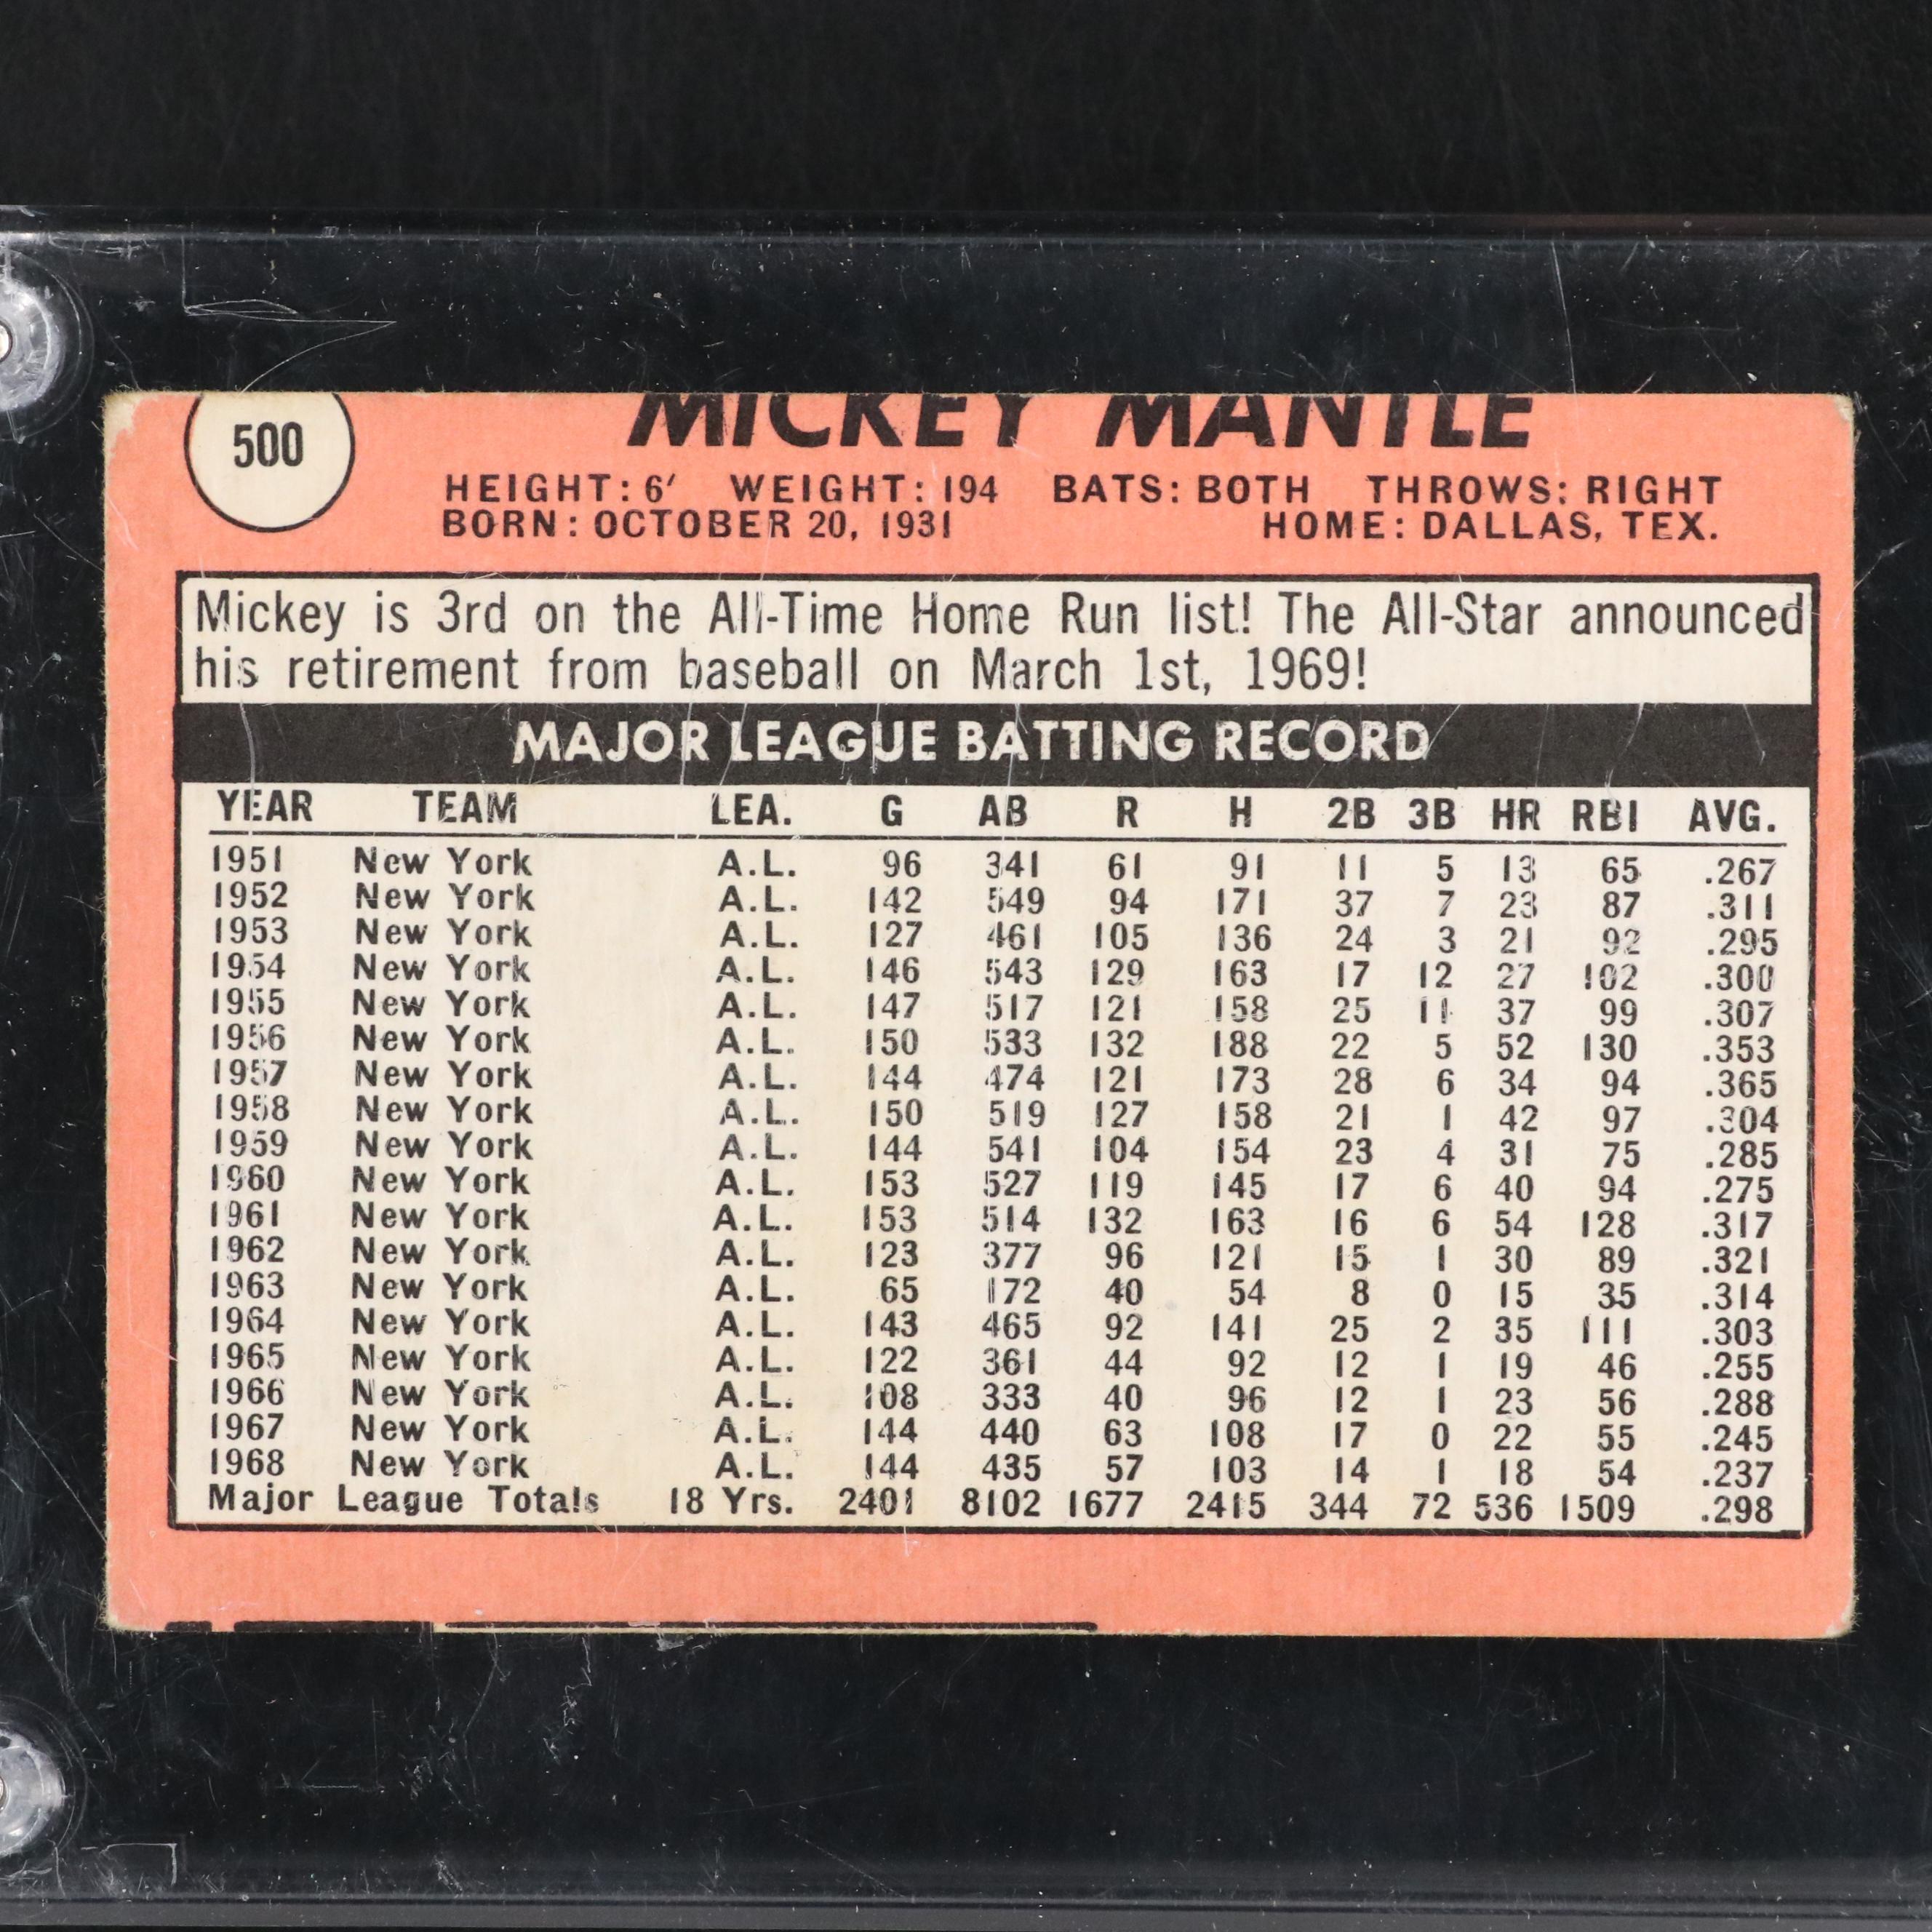 500
MICKEY MANTLE
HEIGHT: 6' WEIGHT: 194 BATS: BOTH THROWS: RIGHT
BORN: OCTOBER 20, 1931 HOME: DALLAS, TEX.
Mickey is 3rd on the All-Time Home Run list! The All-Star announced
his retirement from baseball on March 1st, 1969!
MAJOR LEAGUE BATTING RECORD
YEAR TEAM LEA. G AB R H 2B 3B HR RBI AVG.
1951 New York A.L. 96 341 61 91 11 5 13 65 .267
1952 New York A.L. 142 549 94 171 37 7 23 87 .311
1953 New York A.L. 127 461 105 136 24 3 21 92 .295
1954 New York A.L. 146 543 129 163 17 12 27 102 .300
1955 New York A.L. 147 517 121 158 25 11 37 99 .307
1956 New York A.L. 150 533 132 188 22 5 52 130 .353
1957 New York A.L. 144 474 121 173 28 6 34 94 .365
1958 New York A.L. 150 519 127 158 21 1 42 97 .304
1959 New York A.L. 144 541 104 154 23 4 31 75 .285
1960 New York A.L. 153 527 119 145 17 6 40 94 .275
1961 New York A.L. 153 514 132 163 16 6 54 128 .317
1962 New York A.L. 123 377 96 121 15 1 30 89 .321
1963 New York A.L. 65 172 40 54 8 0 15 35 .314
1964 New York A.L. 143 465 92 141 25 2 35 111 .303
1965 New York A.L. 122 361 44 92 12 1 19 46 .255
1966 New York A.L. 108 333 40 96 12 1 23 56 .288
1967 New York A.L. 144 440 63 108 17 0 22 55 .245
1968 New York A.L. 144 435 57 103 14 1 18 54 .237
Major League Totals 18 Yrs. 2401 8102 1677 2415 344 72 536 1509 .298